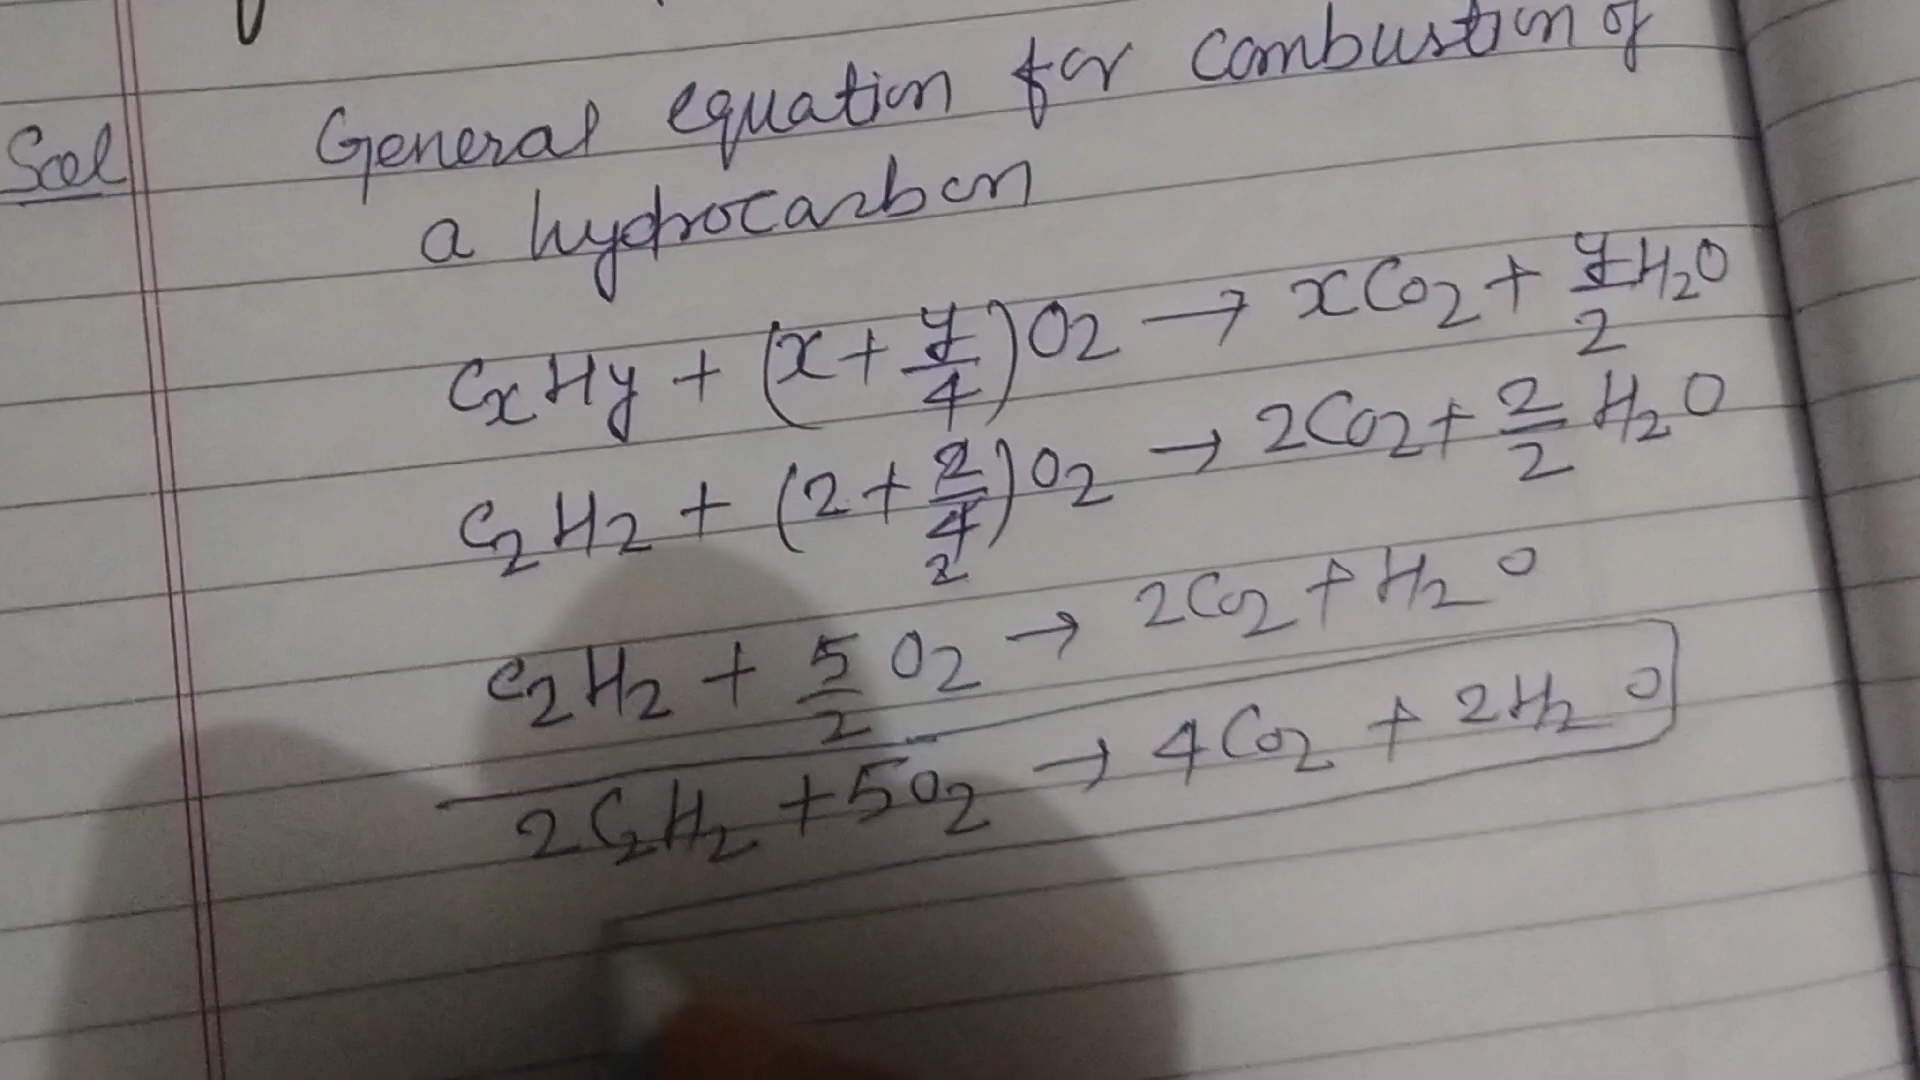 Sol General equation for combustion of
a hydrocarbon
CxHy + (x + y/4) O2 → xCO2 + y/2 H2O
C2H2 + (2 + 2/4 2) O2 → 2CO2 + 2/2 H2O
C2H2 + 5/2 O2 → 2CO2 + H2O
2C2H2 + 5O2 → 4CO2 + 2H2O